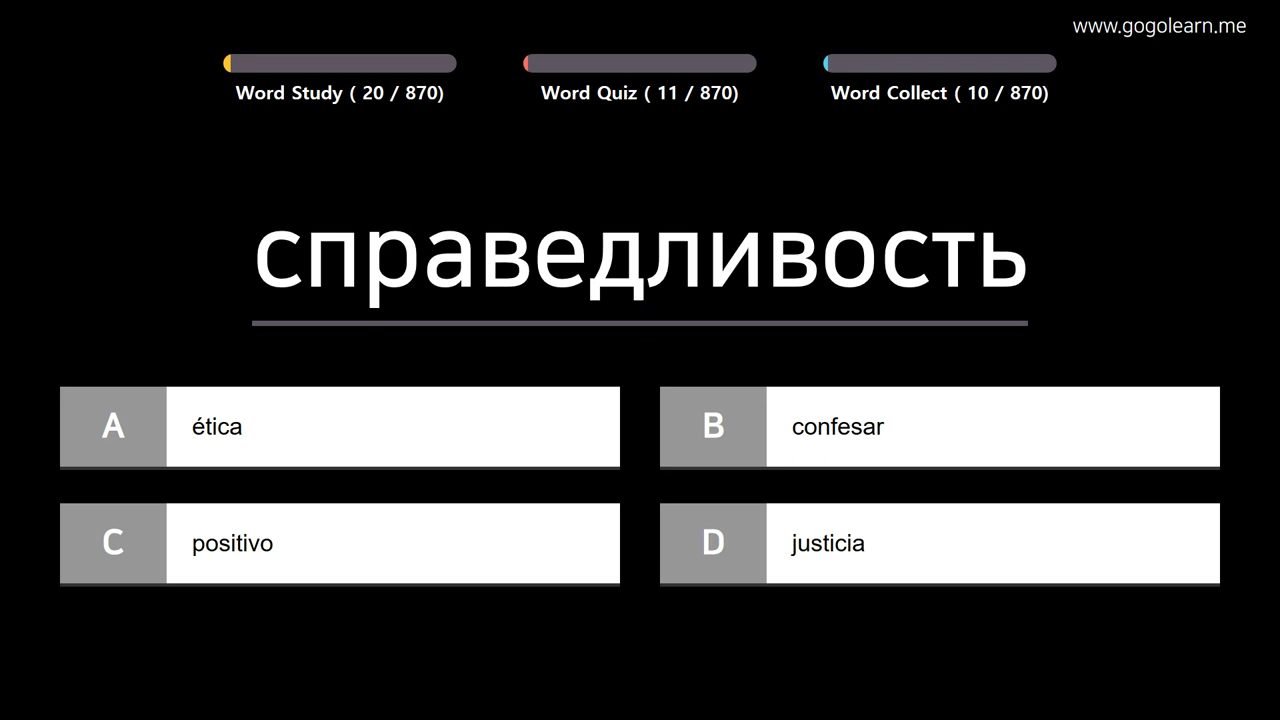 www.gogolearn.me
Word Study ( 20 / 870)
Word Quiz ( 11 / 870)
Word Collect ( 10 / 870)
справедливость
A ética
B confesar
C positivo
D justicia